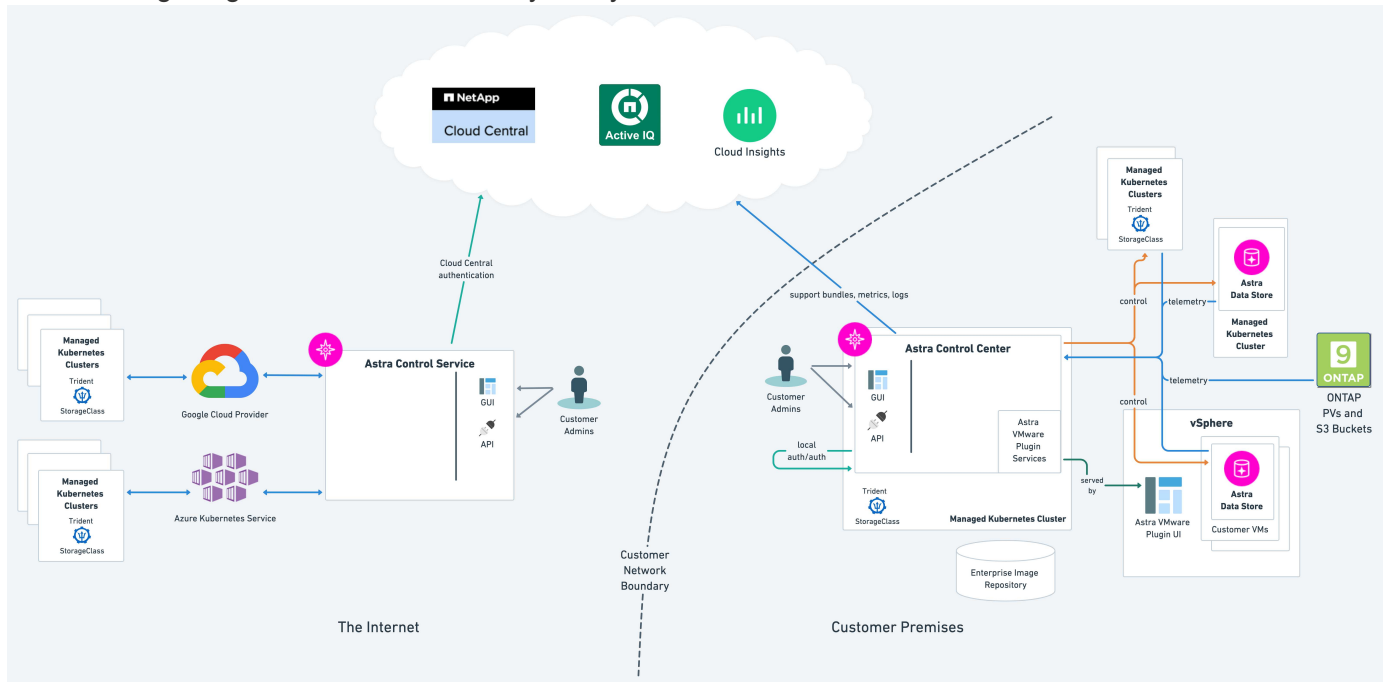 NetApp
Cloud Central
Active IQ
Cloud Insights
Cloud Central
authentication
support bundles, metrics, logs
Managed
Kubernetes
Clusters
Trident
StorageClass
Google Cloud Provider
Managed
Kubernetes
Clusters
Trident
StorageClass
Azure Kubernetes Service
Astra Control Service
GUI
API
Customer
Admins
Customer
Network
Boundary
The Internet
Customer Premises
Customer
Admins
local
auth/auth
Astra Control Center
GUI
API
Astra
VMware
Plugin
Services
Trident
StorageClass
Managed Kubernetes Cluster
Enterprise Image
Repository
served
by
control
telemetry
telemetry
control
Managed
Kubernetes
Clusters
Trident
StorageClass
Astra
Data Store
Managed
Kubernetes
Cluster
9
ONTAP
ONTAP
PVs and
S3 Buckets
vSphere
Astra VMware
Plugin UI
Astra
Data Store
Customer VMs